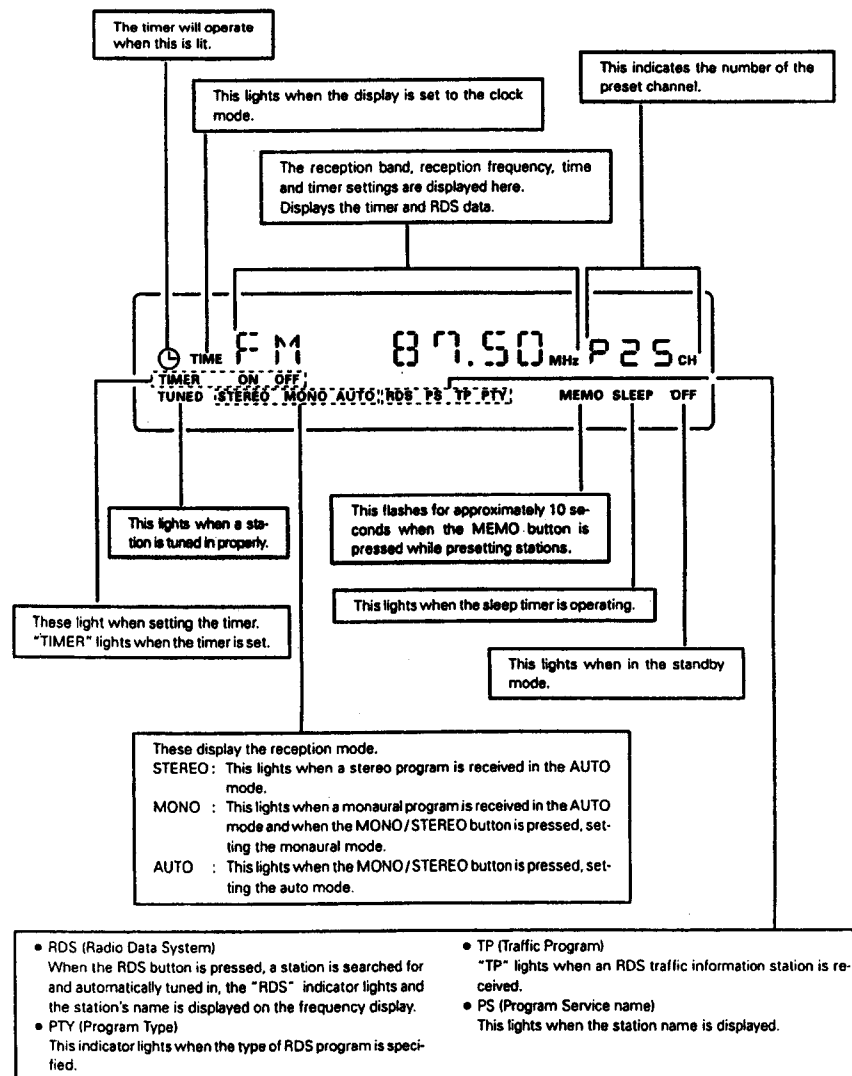 The timer will operate
when this is lit.
This indicates the number of the
preset channel.
This lights when the display is set to the clock
mode.
The reception band, reception frequency, time
and timer settings are displayed here.
Displays the timer and RDS data.
TIME FM 87.50 MHz P25 CH
TIMER ON OFF
TUNED STEREO MONO AUTO RDS PS TP PTY MEMO SLEEP OFF
This lights when a sta-
tion is tuned in properly.
This flashes for approximately 10 se-
conds when the MEMO button is
pressed while presetting stations.
This lights when the sleep timer is operating.
These light when setting the timer.
"TIMER" lights when the timer is set.
This lights when in the standby
mode.
These display the reception mode.
STEREO: This lights when a stereo program is received in the AUTO
mode.
MONO : This lights when a monaural program is received in the AUTO
mode and when the MONO/STEREO button is pressed, set-
ting the monaural mode.
AUTO : This lights when the MONO/STEREO button is pressed, set-
ting the auto mode.
• RDS (Radio Data System)
When the RDS button is pressed, a station is searched for
and automatically tuned in, the "RDS" indicator lights and
the station's name is displayed on the frequency display.
• PTY (Program Type)
This indicator lights when the type of RDS program is speci-
fied.
• TP (Traffic Program)
"TP" lights when an RDS traffic information station is re-
ceived.
• PS (Program Service name)
This lights when the station name is displayed.